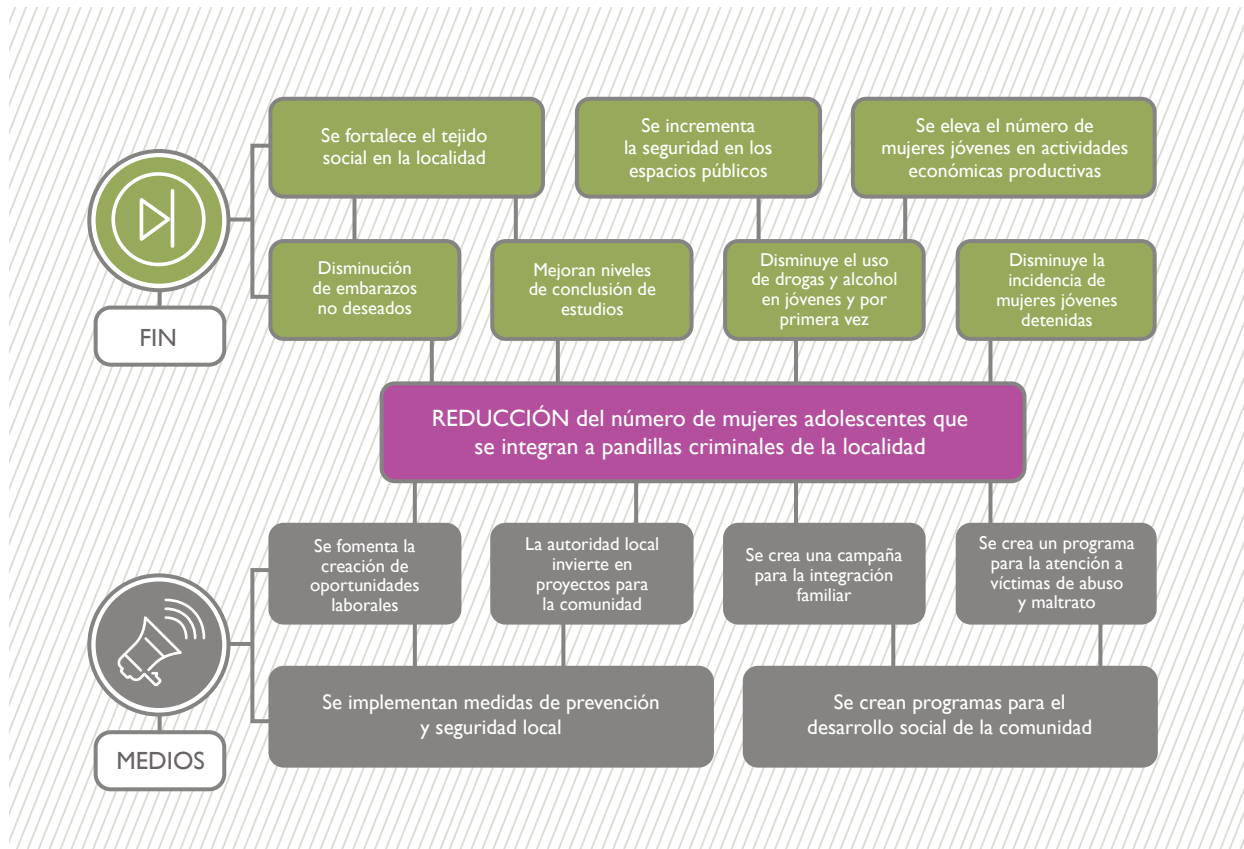 Se fortalece el tejido
social en la localidad
Se incrementa
la seguridad en los
espacios públicos
Se eleva el número de
mujeres jóvenes en actividades
económicas productivas
Disminución
de embarazos
no deseados
Mejoran niveles
de conclusión de
estudios
Disminuye el uso
de drogas y alcohol
en jóvenes y por
primera vez
Disminuye la
incidencia de
mujeres jóvenes
detenidas
FIN
REDUCCIÓN del número de mujeres adolescentes que
se integran a pandillas criminales de la localidad
Se fomenta la
creación de
oportunidades
laborales
La autoridad local
invierte en
proyectos para
la comunidad
Se crea una campaña
para la integración
familiar
Se crea un programa
para la atención a
víctimas de abuso
y maltrato
Se implementan medidas de prevención
y seguridad local
Se crean programas para el
desarrollo social de la comunidad
MEDIOS